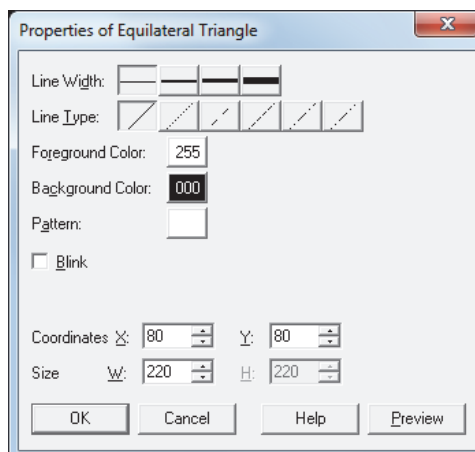 Properties of Equilateral Triangle
Line Width:
Line Type:
Foreground Color: 255
Background Color: 000
Pattern:
Blink
Coordinates X: 80 Y: 80
Size W: 220 H: 220
OK Cancel Help Preview